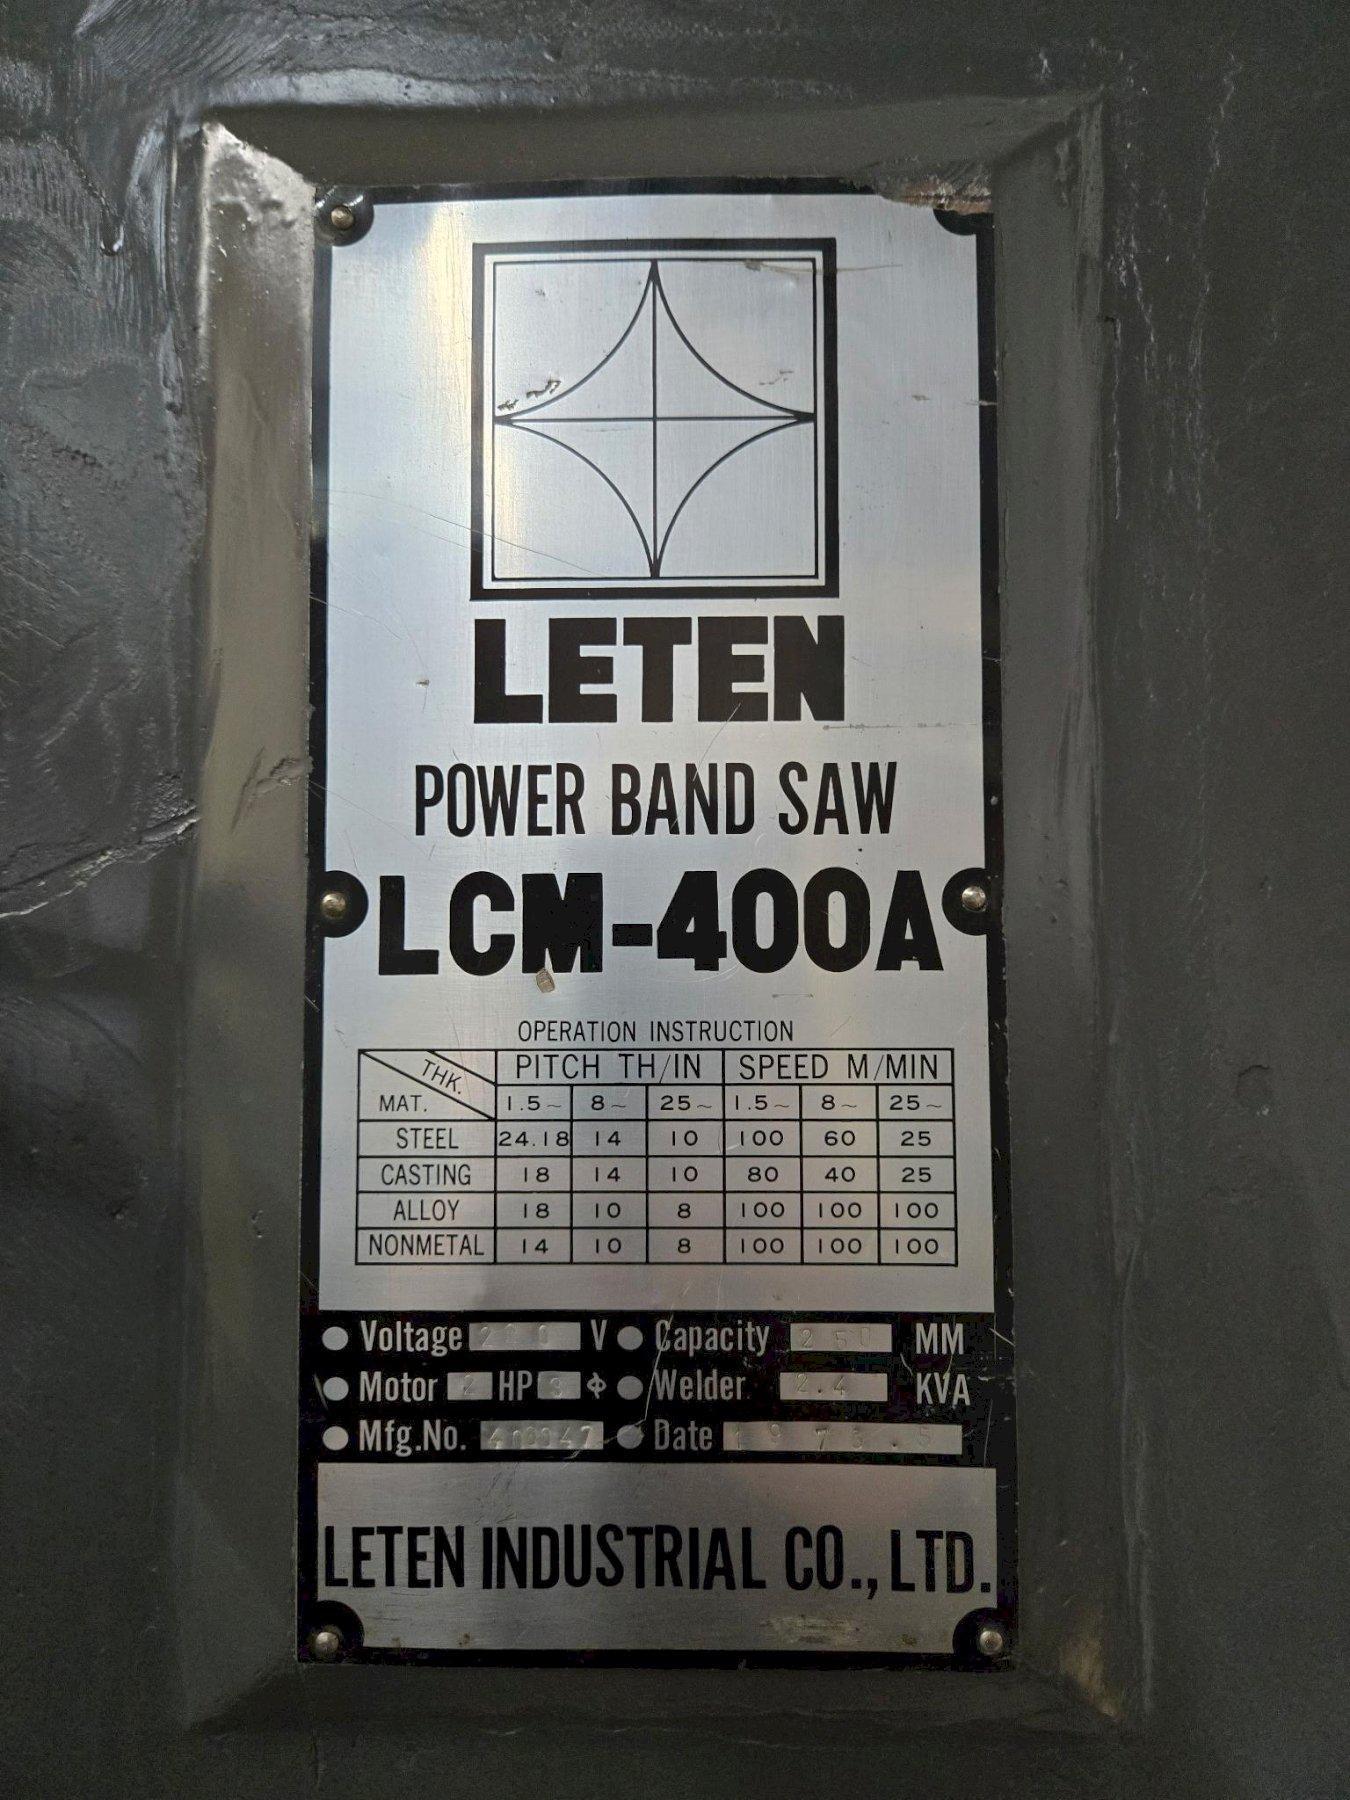 LETEN
POWER BAND SAW
LCM-400A
OPERATION INSTRUCTION
THK. PITCH TH/IN SPEED M/MIN
MAT. 1.5~ 8~ 25~ 1.5~ 8~ 25~
STEEL 24.18 14 10 100 60 25
CASTING 18 14 10 80 40 25
ALLOY 18 10 8 100 100 100
NONMETAL 14 10 8 100 100 100
Voltage V Capacity 250 MM
Motor 2 HP 3 ɸ Welder 2.4 KVA
Mfg.No. Date
LETEN INDUSTRIAL CO., LTD.